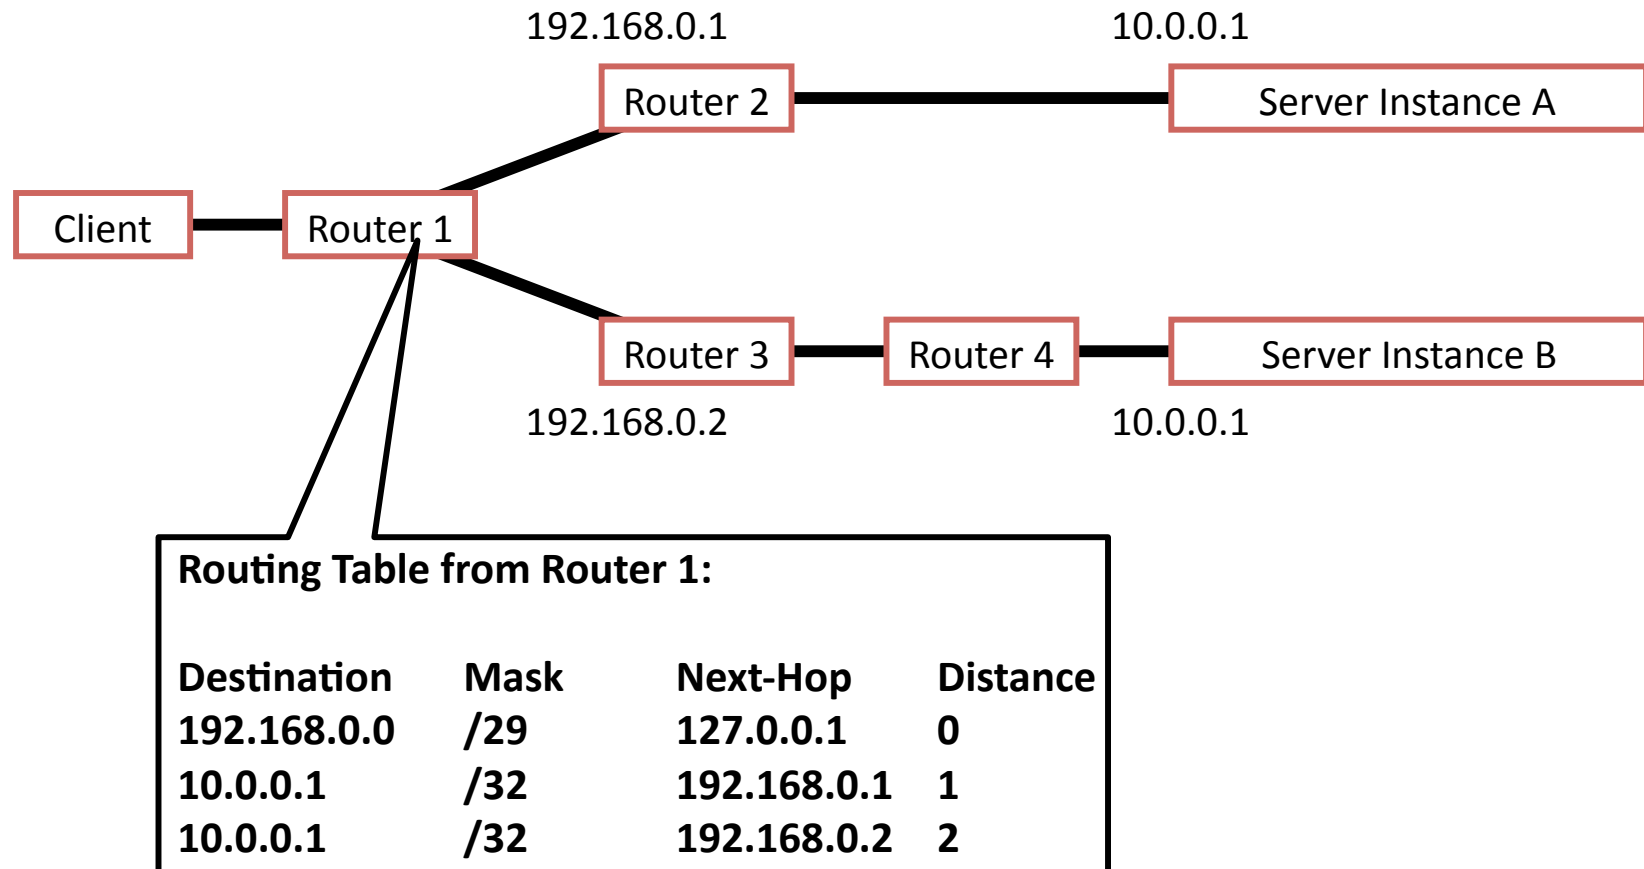 192.168.0.1 10.0.0.1
Router 2 Server Instance A
Client Router 1
Router 3 Router 4 Server Instance B
192.168.0.2 10.0.0.1
Routing Table from Router 1:
Destination Mask Next-Hop Distance
192.168.0.0 /29 127.0.0.1 0
10.0.0.1 /32 192.168.0.1 1
10.0.0.1 /32 192.168.0.2 2